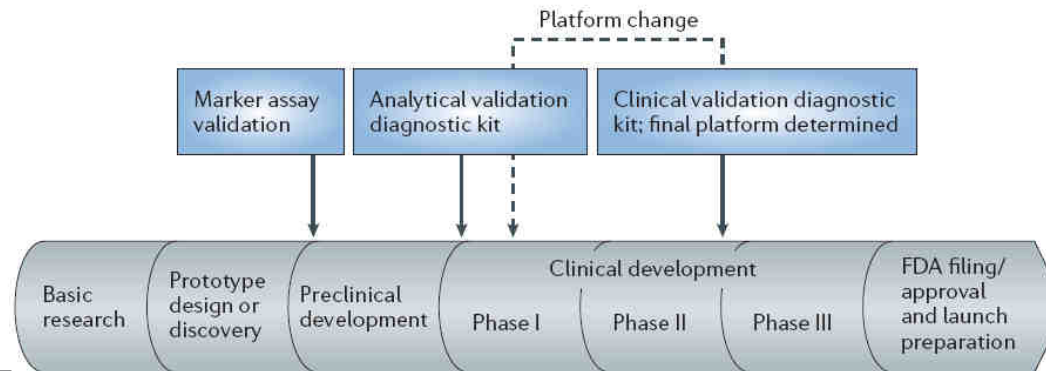 Platform change
Marker assay
validation
Analytical validation
diagnostic kit
Clinical validation diagnostic
kit; final platform determined
Basic
research
Prototype
design or
discovery
Preclinical
development
Clinical development
Phase I
Phase II
Phase III
FDA filing/
approval
and launch
preparation